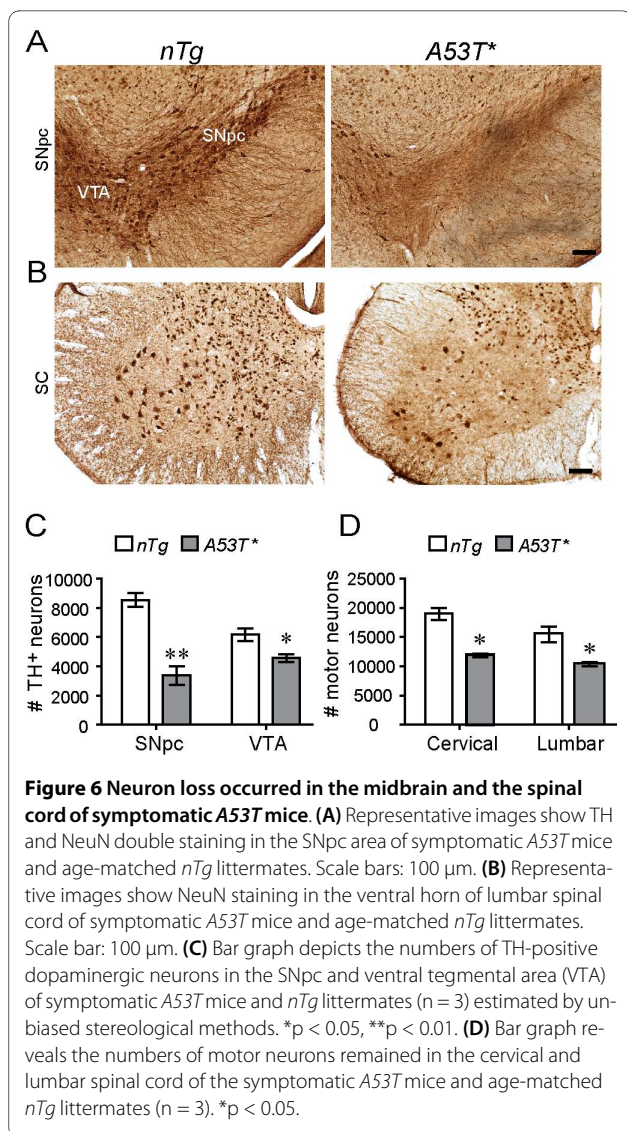 A
nTg A53T*
SNpc
VTA
SNpc
B
SC
C D
nTg A53T* nTg A53T*
# TH+ neurons
10000
8000
6000
4000
2000
0
** *
SNpc VTA
# motor neurons
25000
20000
15000
10000
5000
0
* *
Cervical Lumbar
Figure 6 Neuron loss occurred in the midbrain and the spinal
cord of symptomatic A53T mice. (A) Representative images show TH
and NeuN double staining in the SNpc area of symptomatic A53T mice
and age-matched nTg littermates. Scale bars: 100 μm. (B) Representa-
tive images show NeuN staining in the ventral horn of lumbar spinal
cord of symptomatic A53T mice and age-matched nTg littermates.
Scale bar: 100 μm. (C) Bar graph depicts the numbers of TH-positive
dopaminergic neurons in the SNpc and ventral tegmental area (VTA)
of symptomatic A53T mice and nTg littermates (n = 3) estimated by un-
biased stereological methods. *p < 0.05, **p < 0.01. (D) Bar graph re-
veals the numbers of motor neurons remained in the cervical and
lumbar spinal cord of the symptomatic A53T mice and age-matched
nTg littermates (n = 3). *p < 0.05.